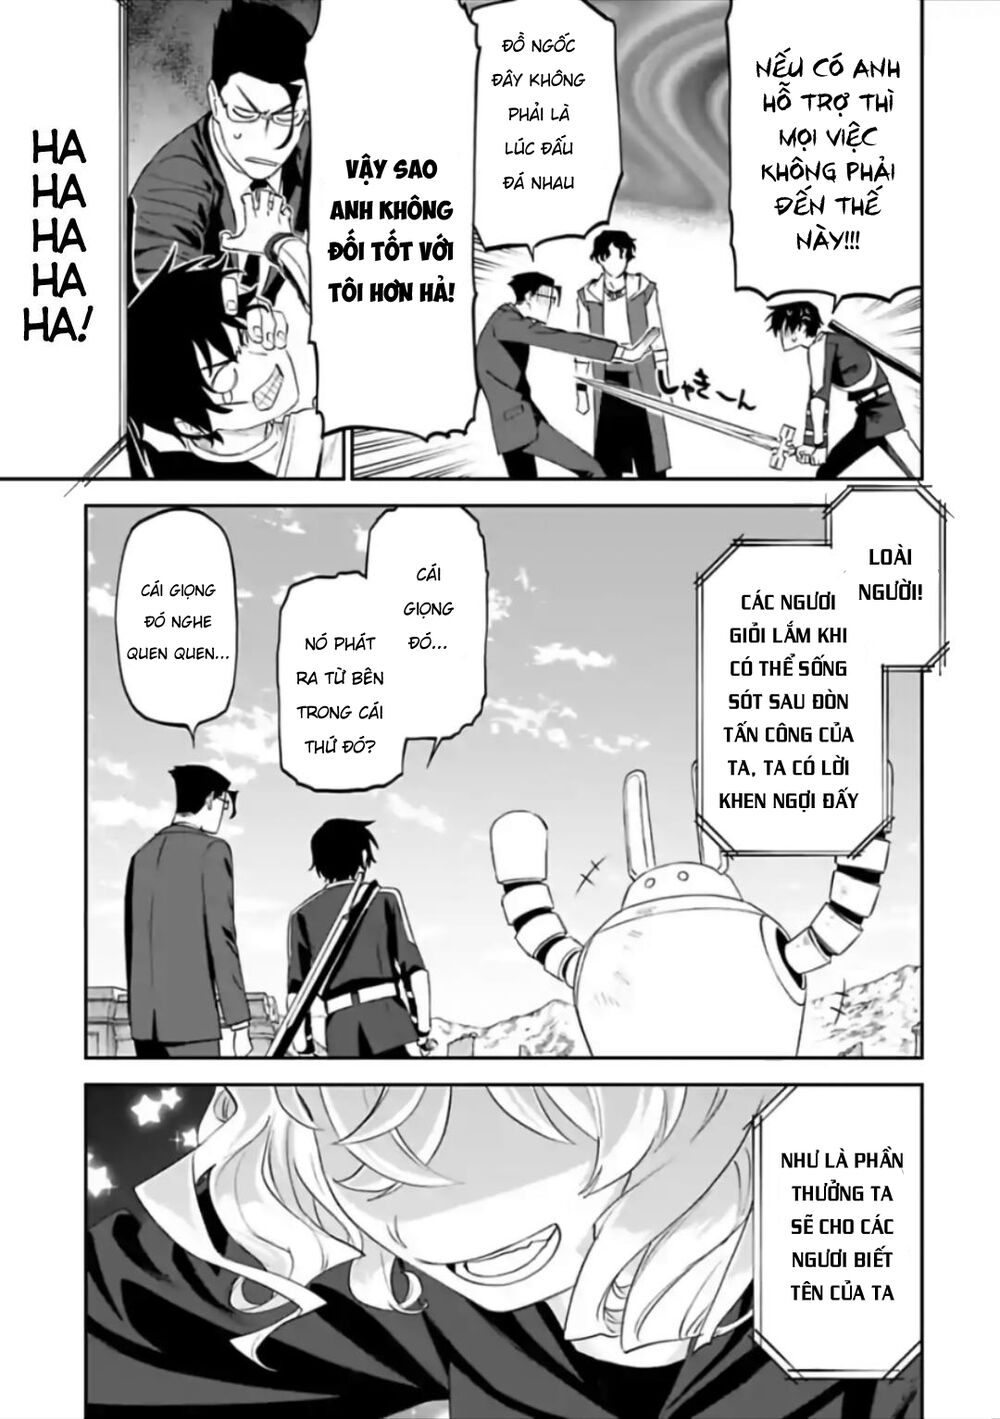 NẾU CÓ ANH
HỖ TRỢ THÌ
MỌI VIỆC
KHÔNG PHẢI
ĐẾN THẾ
NÀY!!!
ĐỒ NGỐC
ĐÂY KHÔNG
PHẢI LÀ
LÚC ĐẤU
ĐÁ NHAU
しゃきーん
VẬY SAO
ANH KHÔNG
ĐỐI TỐT VỚI
TÔI HƠN HẢ!
HA
HA
HA
HA
HA!
LOÀI
NGƯỜI!
CÁC NGƯƠI
GIỎI LẮM KHI
CÓ THỂ SỐNG
SÓT SAU ĐÒN
TẤN CÔNG CỦA
TA, TA CÓ LỜI
KHEN NGỢI ĐẤY
CÁI
GIỌNG
ĐÓ...
NÓ PHÁT
RA TỪ BÊN
TRONG CÁI
THỨ ĐÓ?
CÁI GIỌNG
ĐÓ NGHE
QUEN QUEN...
NHƯ LÀ PHẦN
THƯỞNG TA
SẼ CHO CÁC
NGƯƠI BIẾT
TÊN CỦA TA